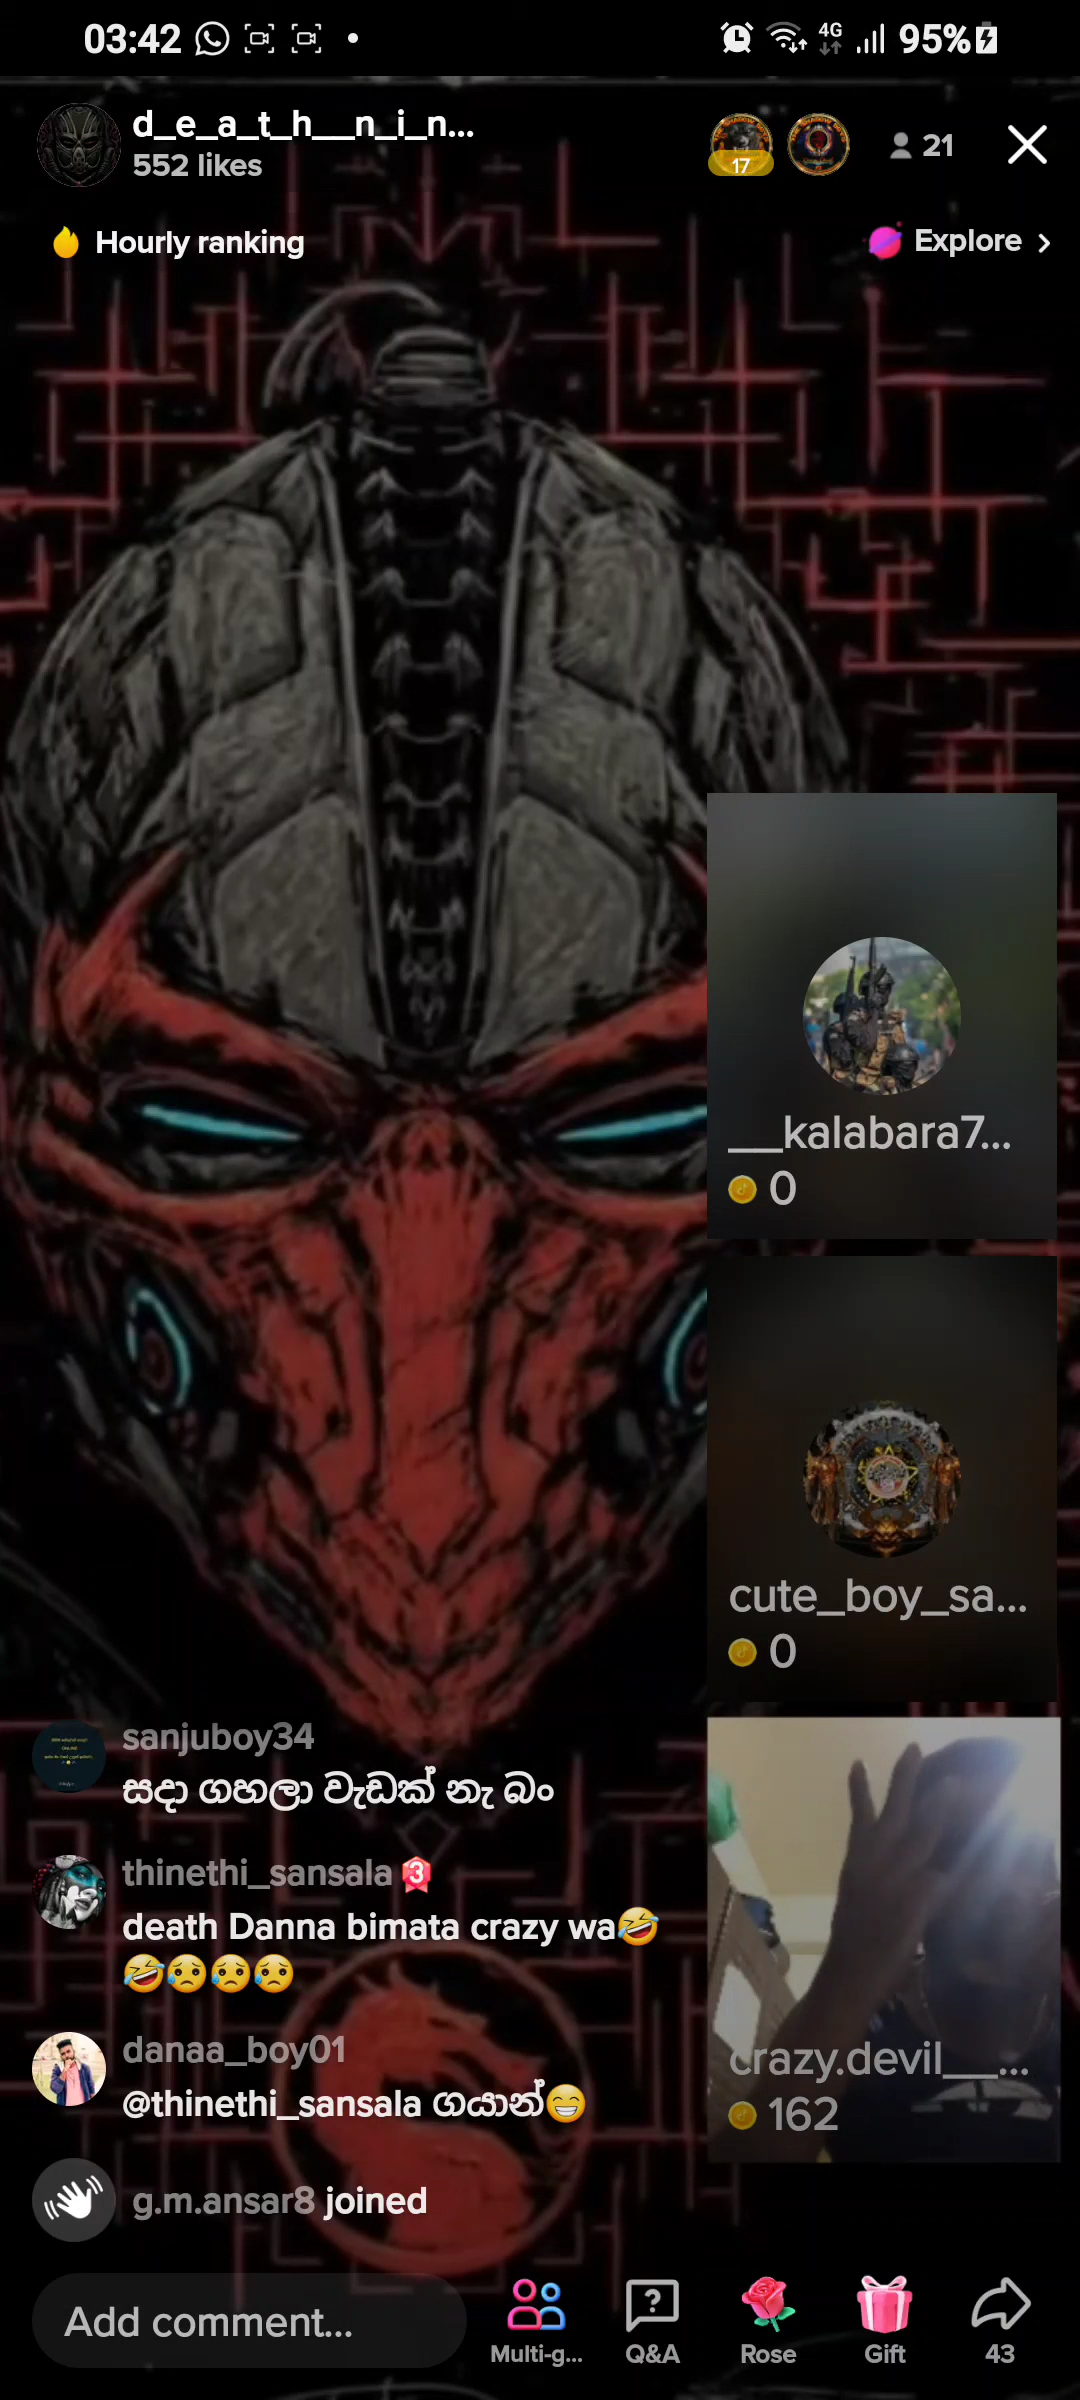 03:42
4G
95%
d_e_a_t_h__n_i_n...
552 likes
17
21
Hourly ranking
Explore
__kalabara7...
0
cute_boy_sa...
0
sanjuboy34
සදා ගහලා වැඩක් නැ බං
thinethi_sansala 3
death Danna bimata crazy wa🤣
🤣😥😥😥
danaa_boy01
@thinethi_sansala ගයාන්😁
crazy.devil__...
162
g.m.ansar8 joined
Add comment...
Multi-g...
Q&A
Rose
Gift
43